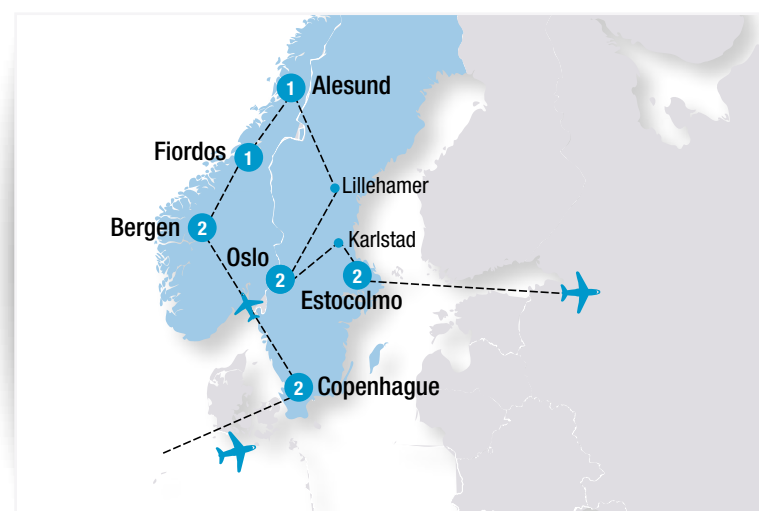 1 Alesund
Fiordos 1
Lillehamer
Bergen 2
Karlstad
Oslo
2
2
Estocolmo
2 Copenhague